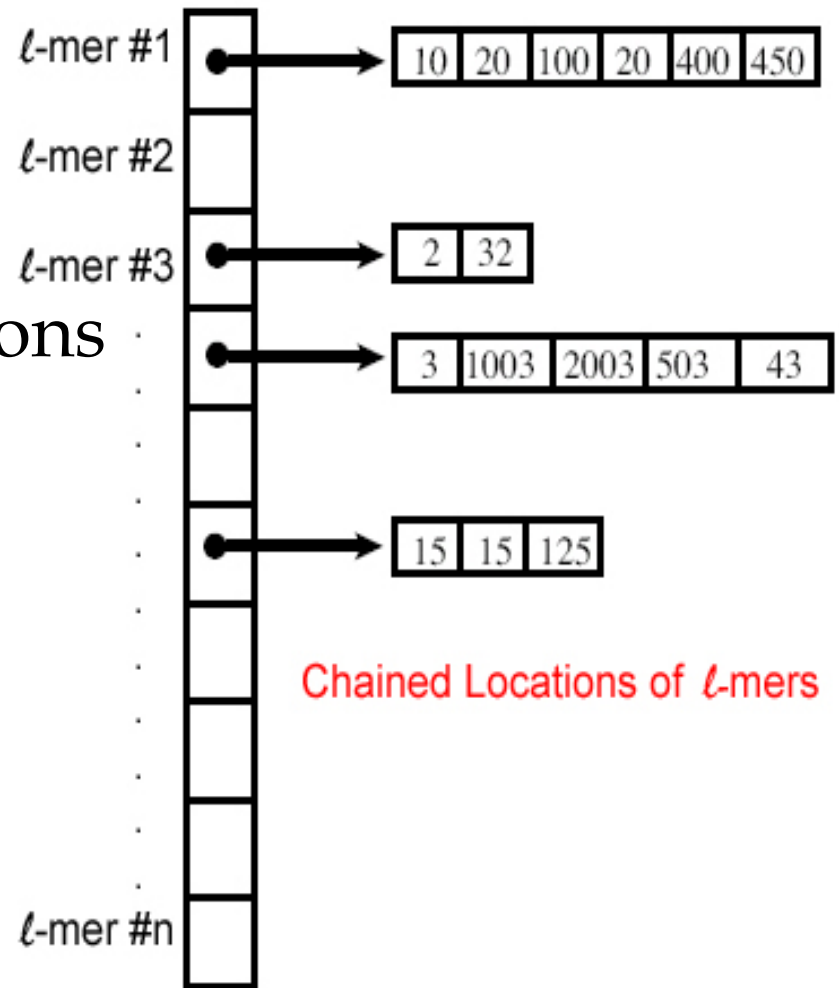 ℓ-mer #1
10 20 100 20 400 450
ℓ-mer #2
ℓ-mer #3
2 32
ons
3 1003 2003 503 43
15 15 125
Chained Locations of ℓ-mers
ℓ-mer #n